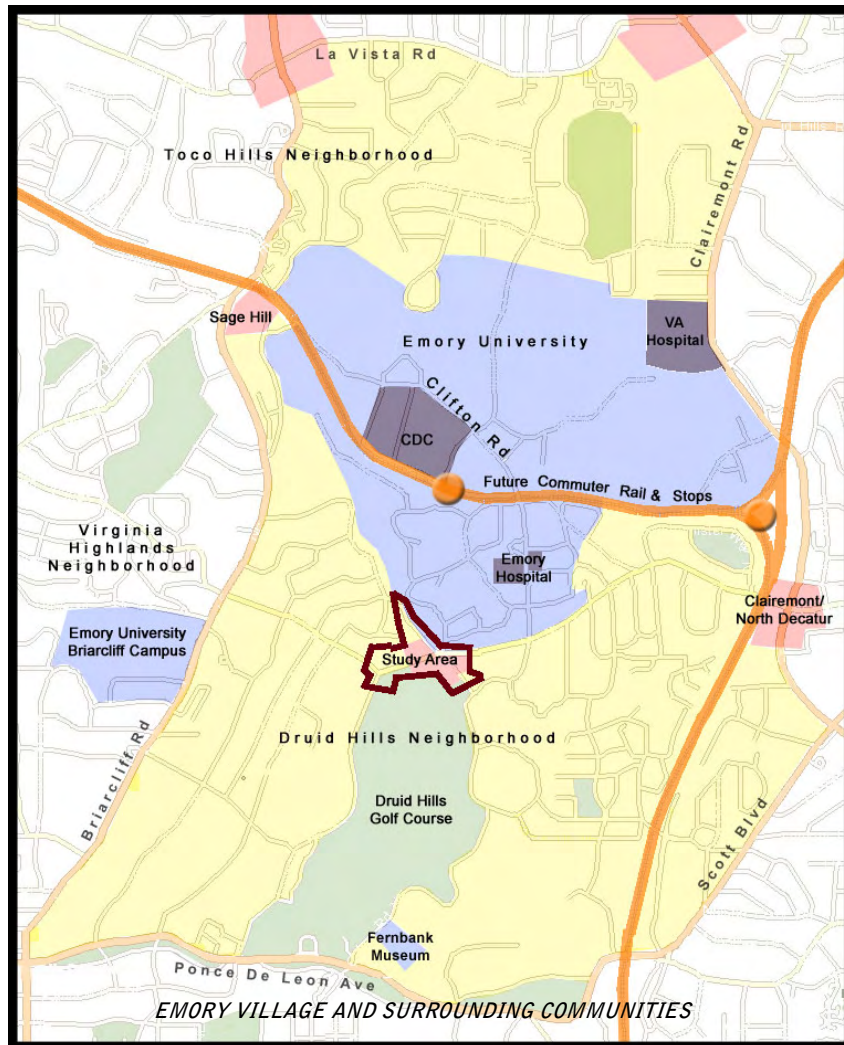 La Vista Rd
Toco Hills Neighborhood
Clairemont Rd
Sage Hill
Emory University
VA
Hospital
Clifton Rd
CDC
Future Commuter Rail & Stops
Virginia
Highlands
Neighborhood
Emory
Hospital
Clairemont/
North Decatur
Emory University
Briarcliff Campus
Study Area
Druid Hills Neighborhood
Briarcliff Rd
Druid Hills
Golf Course
Scott Blvd
Fernbank
Museum
Ponce De Leon Ave
EMORY VILLAGE AND SURROUNDING COMMUNITIES